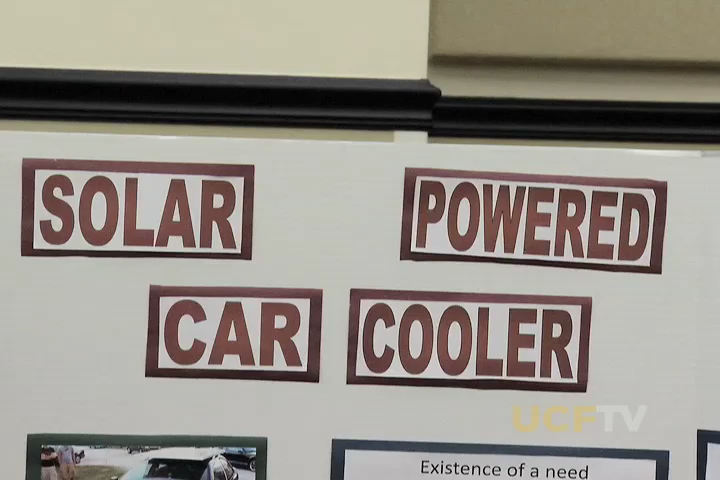 SOLAR POWERED
CAR COOLER
UCFTV
Existence of a need